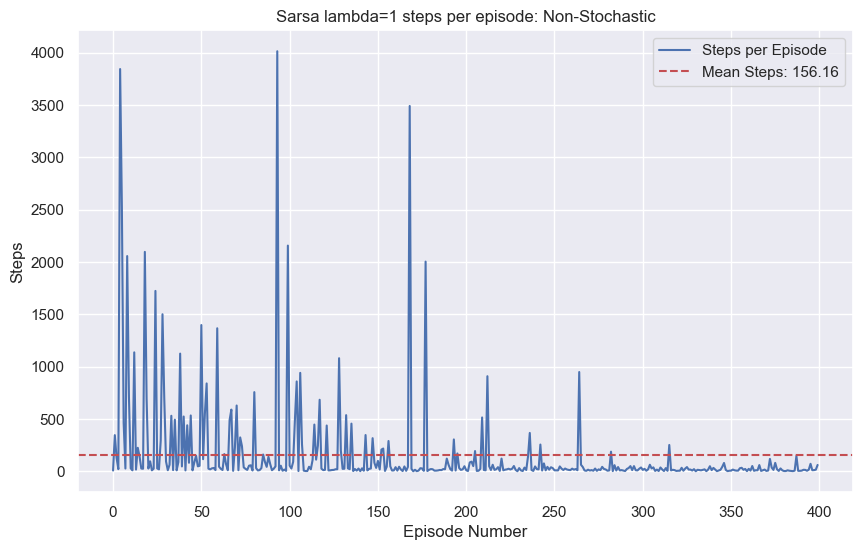 Sarsa lambda=1 steps per episode: Non-Stochastic
Steps per Episode
Mean Steps: 156.16
Steps
4000
3500
3000
2500
2000
1500
1000
500
0
0 50 100 150 200 250 300 350 400
Episode Number